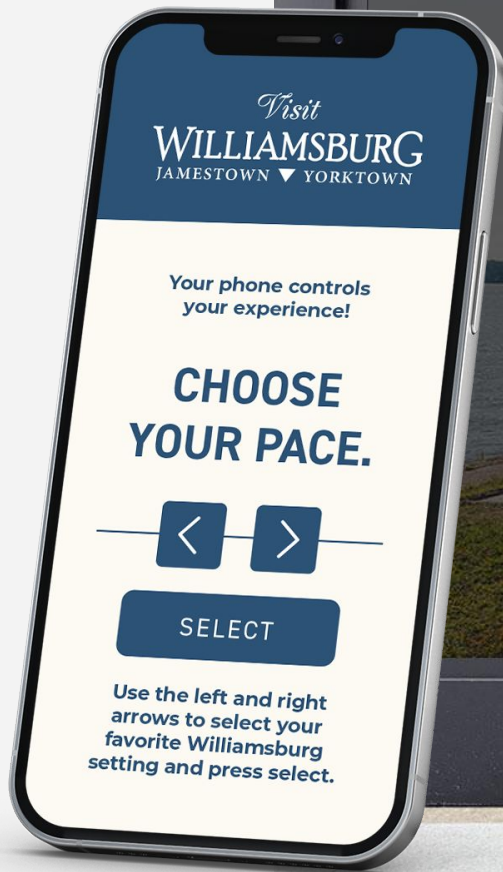 Visit
WILLIAMSBURG
JAMESTOWN YORKTOWN
Your phone controls
your experience!
CHOOSE
YOUR PACE.
SELECT
Use the left and right
arrows to select your
favorite Williamsburg
setting and press select.